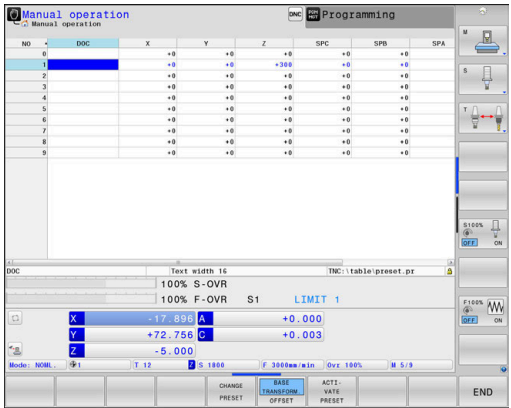 Manual operation
DNC
PGM
MGT
Programming
Manual operation
NO DOC X Y Z SPC SPB SPA
0 +0 +0 +0 +0 +0
1 +0 +0 +300 +0 +0
2 +0 +0 +0 +0 +0
3 +0 +0 +0 +0 +0
4 +0 +0 +0 +0 +0
5 +0 +0 +0 +0 +0
6 +0 +0 +0 +0 +0
7 +0 +0 +0 +0 +0
8 +0 +0 +0 +0 +0
9 +0 +0 +0 +0 +0
M
S
T
S100%
OFF ON
DOC Text width 16 TNC:\table\preset.pr
100% S-OVR
100% F-OVR S1 LIMIT 1
F100%
OFF ON
X -17.896 A +0.000
Y +72.756 C +0.003
Z -5.000
Mode: NOML. 1 T 12 Z S 1800 F 3000mm/min Ovr 100% M 5/9
CHANGE
PRESET
BASE
TRANSFORM.
OFFSET
ACTI-
VATE
PRESET
END